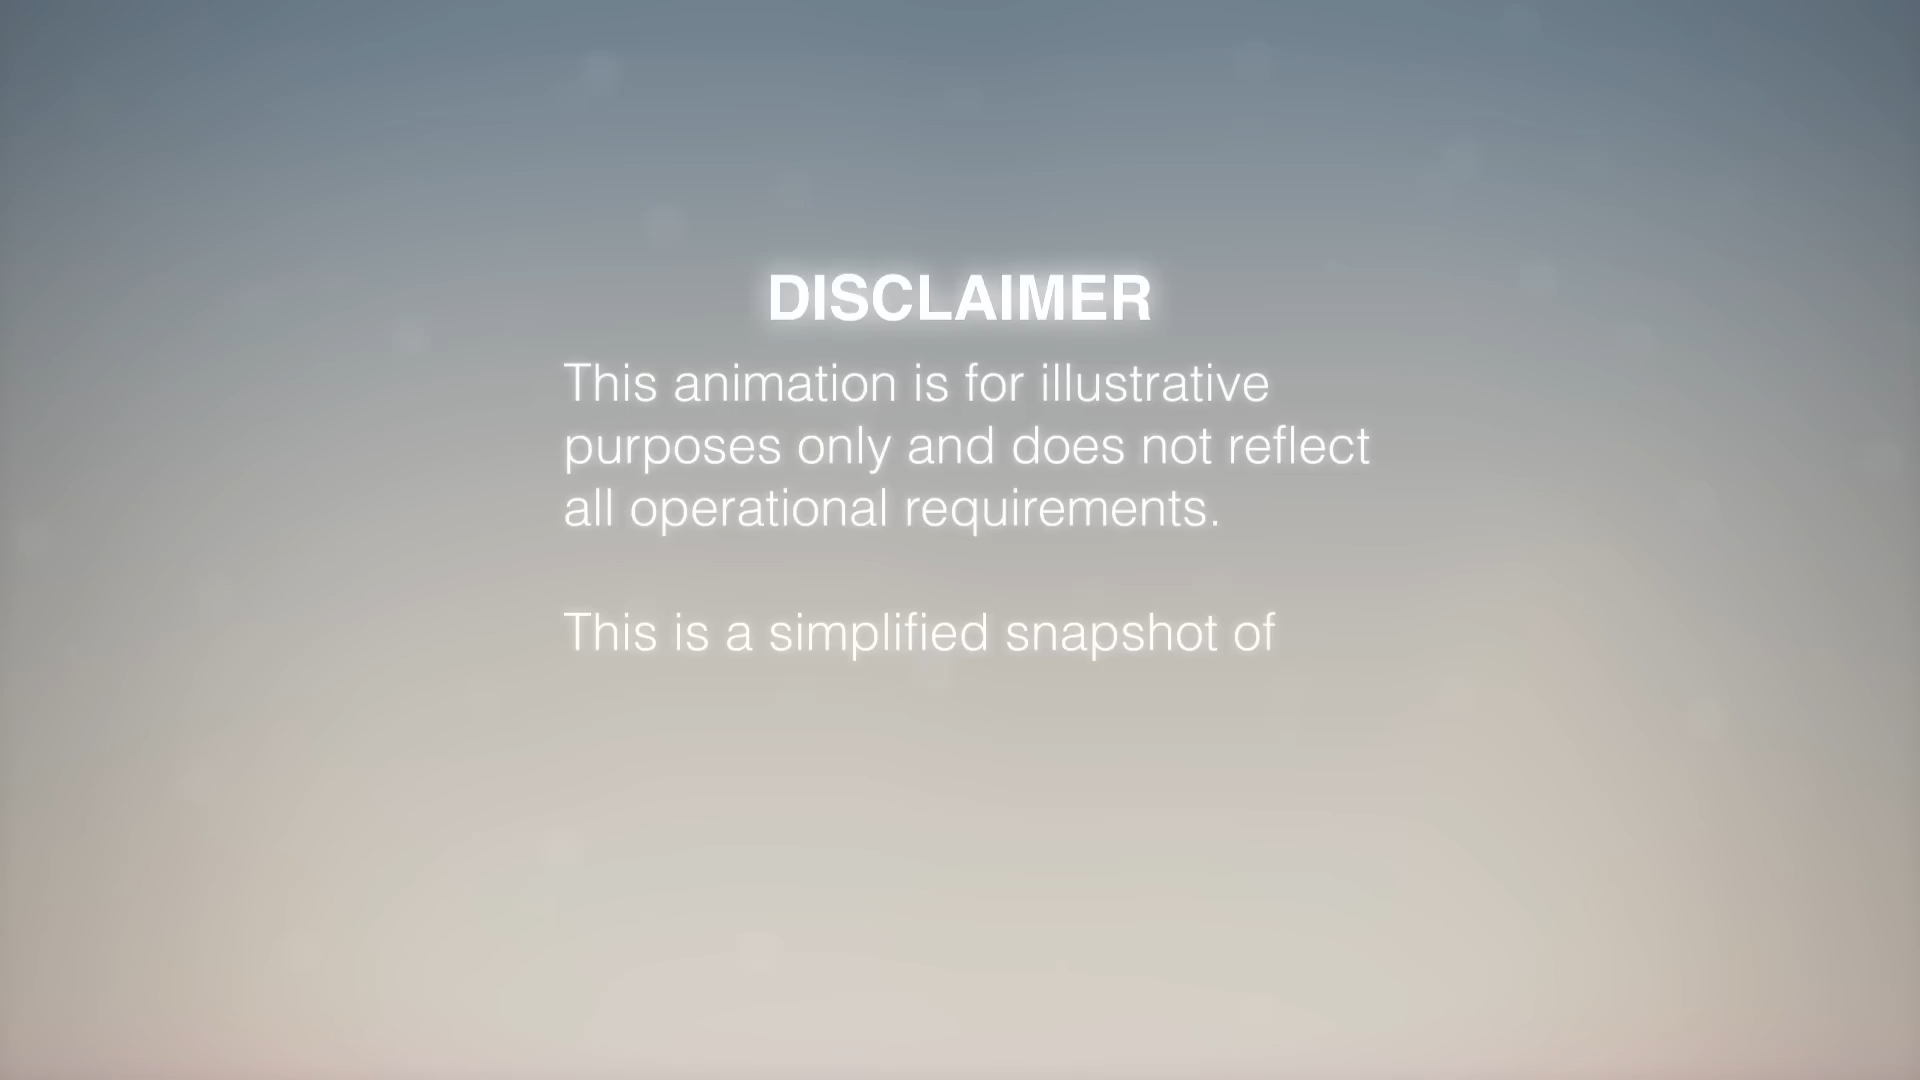 DISCLAIMER
This animation is for illustrative
purposes only and does not reflect
all operational requirements.
This is a simplified snapshot of